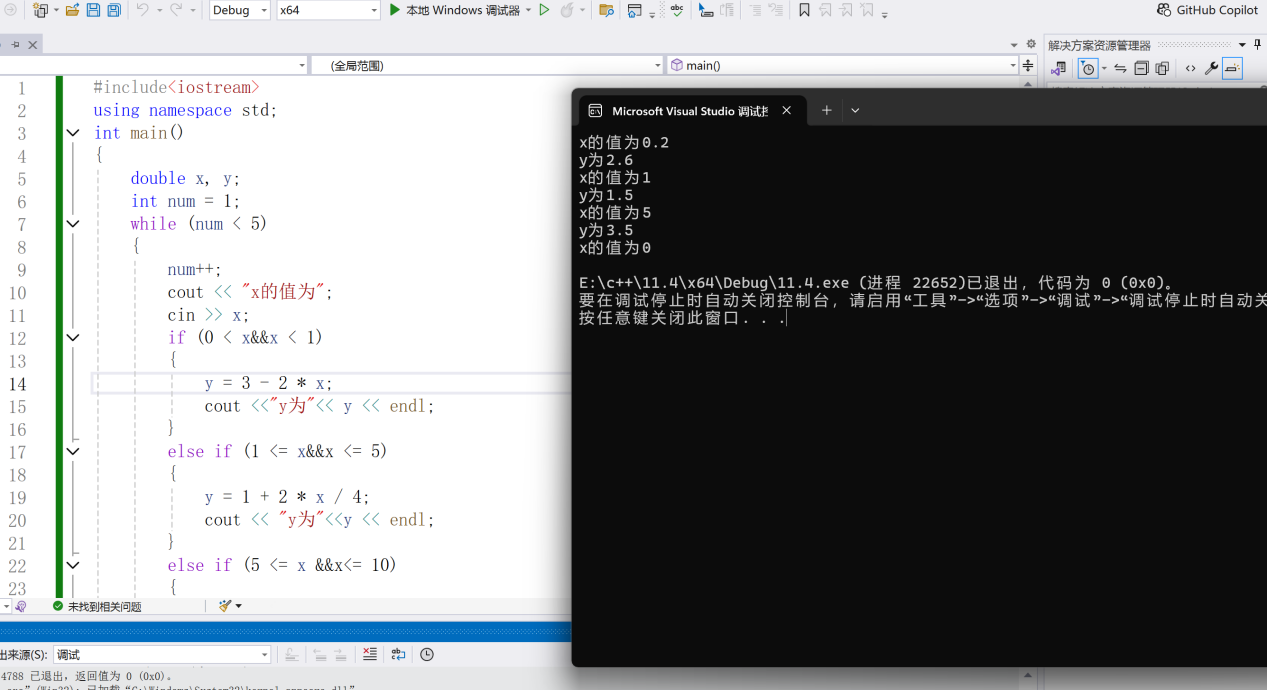 Debug
x64
本地 Windows 调试器
GitHub Copilot
(全局范围)
main()
解决方案资源管理器
1 #include<iostream>
2 using namespace std;
3 int main()
4 {
5 double x, y;
6 int num = 1;
7 while (num < 5)
8 {
9 num++;
10 cout << "x的值为";
11 cin >> x;
12 if (0 < x&&x < 1)
13 {
14 y = 3 - 2 * x;
15 cout <<"y为"<< y << endl;
16 }
17 else if (1 <= x&&x <= 5)
18 {
19 y = 1 + 2 * x / 4;
20 cout << "y为"<<y << endl;
21 }
22 else if (5 <= x &&x<= 10)
23 {
未找到相关问题
出来源(S): 调试
4788 已退出，返回值为 0 (0x0)。
Microsoft Visual Studio 调试控
x的值为0.2
y为2.6
x的值为1
y为1.5
x的值为5
y为3.5
x的值为0
E:\c++\11.4\x64\Debug\11.4.exe (进程 22652)已退出，代码为 0 (0x0)。
要在调试停止时自动关闭控制台，请启用“工具”->“选项”->“调试”->“调试停止时自动关
按任意键关闭此窗口. . .